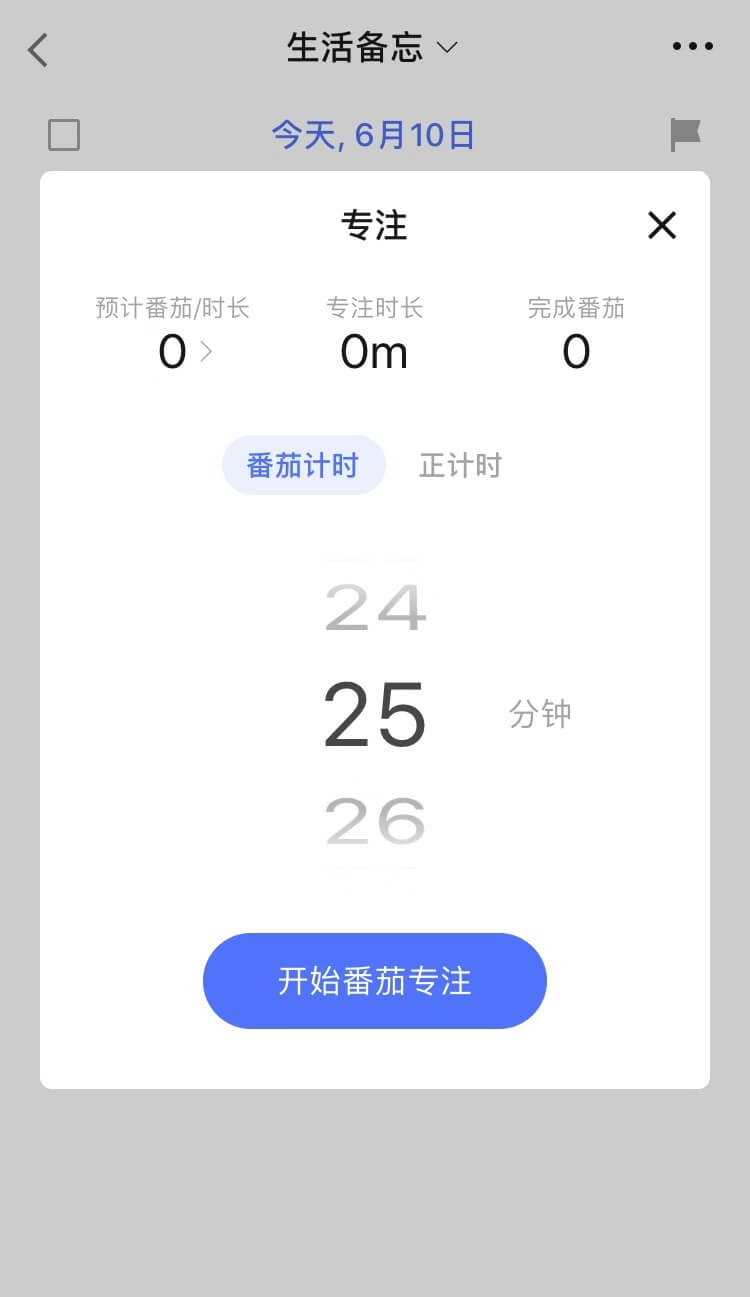 生活备忘
今天, 6月10日
专注
预计番茄/时长 专注时长 完成番茄
0 0m 0
番茄计时 正计时
24
25 分钟
26
开始番茄专注